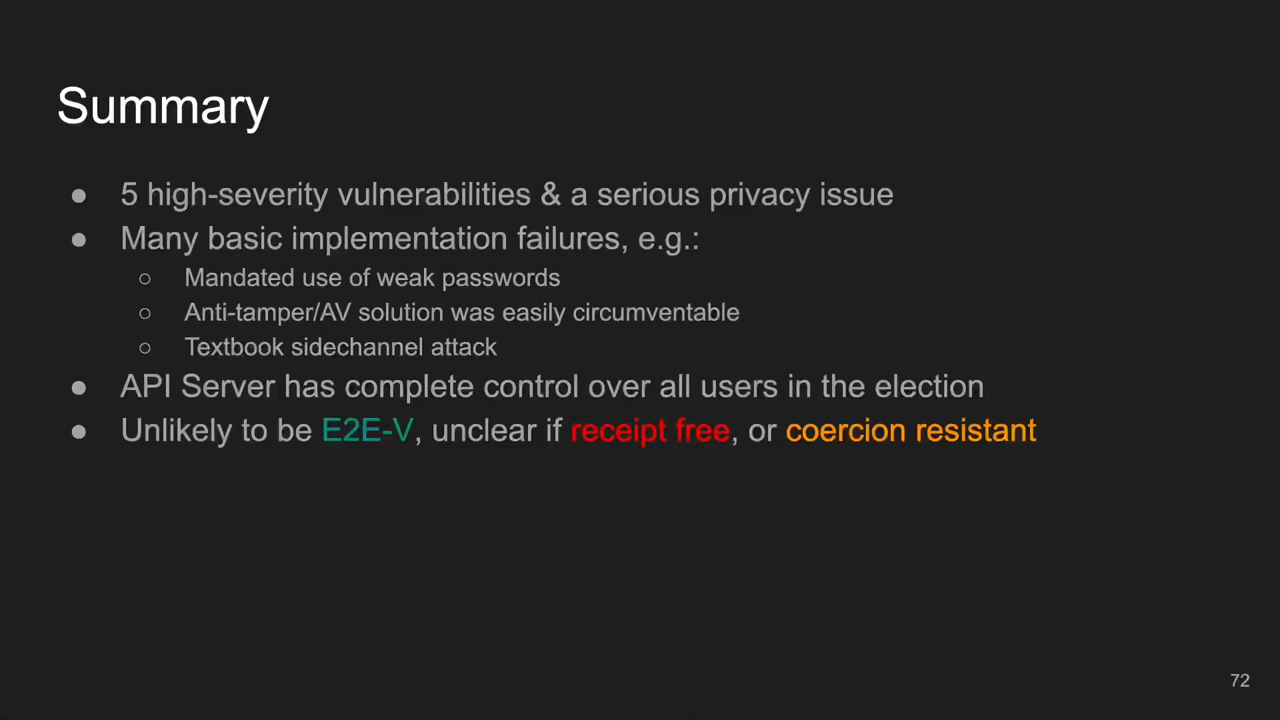 Summary
● 5 high-severity vulnerabilities & a serious privacy issue
● Many basic implementation failures, e.g.:
○ Mandated use of weak passwords
○ Anti-tamper/AV solution was easily circumventable
○ Textbook sidechannel attack
● API Server has complete control over all users in the election
● Unlikely to be E2E-V, unclear if receipt free, or coercion resistant
72